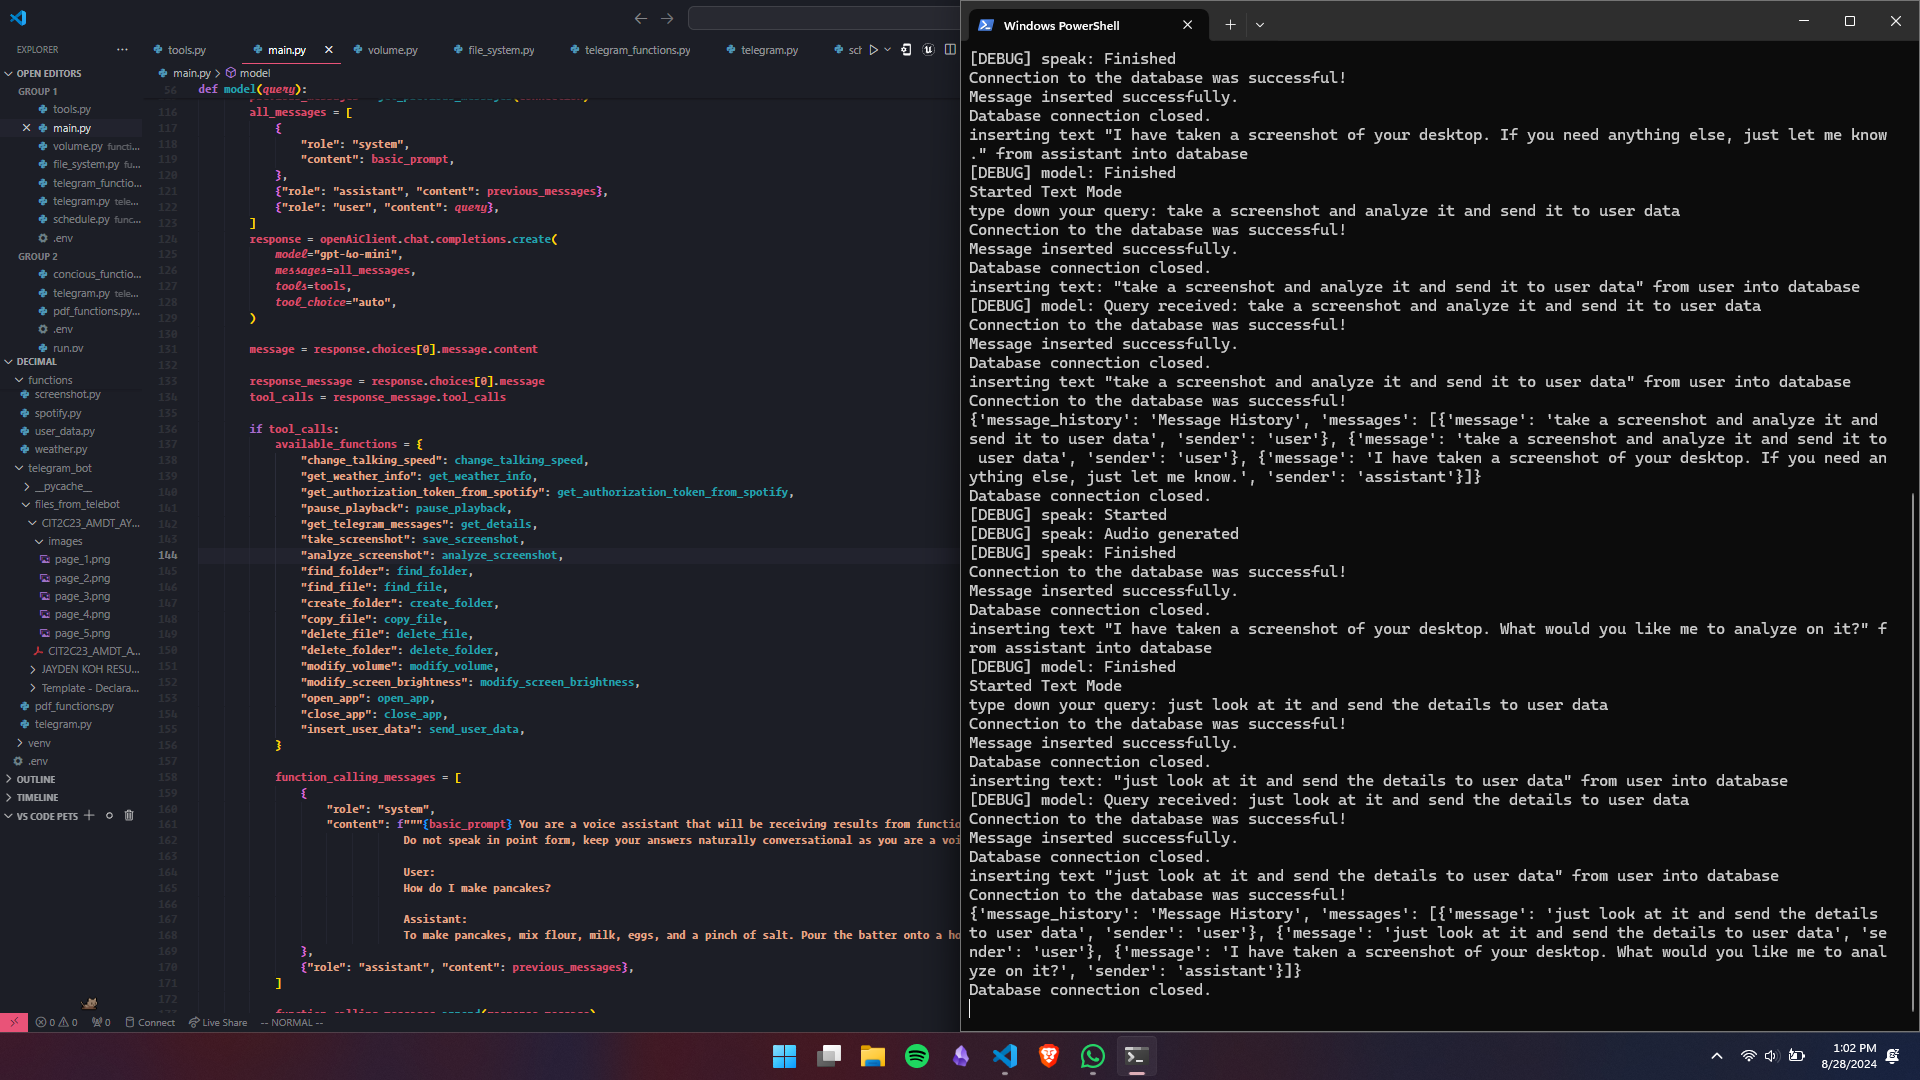 EXPLORER
OPEN EDITORS
GROUP 1
tools.py
main.py
volume.py functi...
file_system.py fu...
telegram_functio...
telegram.py tele...
schedule.py func...
.env
GROUP 2
concious_functio...
telegram.py tele...
pdf_functions.py...
.env
run.py
DECIMAL
functions
screenshot.py
spotify.py
user_data.py
weather.py
telegram_bot
__pycache__
files_from_telebot
CIT2C23_AMDT_AY...
images
page_1.png
page_2.png
page_3.png
page_4.png
page_5.png
CIT2C23_AMDT_A...
JAYDEN KOH RESU...
Template - Declara...
pdf_functions.py
telegram.py
venv
.env
OUTLINE
TIMELINE
VS CODE PETS
0 0 0 Connect Live Share -- NORMAL --
tools.py main.py volume.py file_system.py telegram_functions.py telegram.py sch
main.py > model
56 def model(query):
116 all_messages = [
117 {
118 "role": "system",
119 "content": basic_prompt,
120 },
121 {"role": "assistant", "content": previous_messages},
122 {"role": "user", "content": query},
123 ]
124 response = openAiClient.chat.completions.create(
125 model="gpt-4o-mini",
126 messages=all_messages,
127 tools=tools,
128 tool_choice="auto",
129 )
130
131 message = response.choices[0].message.content
132
133 response_message = response.choices[0].message
134 tool_calls = response_message.tool_calls
135
136 if tool_calls:
137 available_functions = {
138 "change_talking_speed": change_talking_speed,
139 "get_weather_info": get_weather_info,
140 "get_authorization_token_from_spotify": get_authorization_token_from_spotify,
141 "pause_playback": pause_playback,
142 "get_telegram_messages": get_details,
143 "take_screenshot": save_screenshot,
144 "analyze_screenshot": analyze_screenshot,
145 "find_folder": find_folder,
146 "find_file": find_file,
147 "create_folder": create_folder,
148 "copy_file": copy_file,
149 "delete_file": delete_file,
150 "delete_folder": delete_folder,
151 "modify_volume": modify_volume,
152 "modify_screen_brightness": modify_screen_brightness,
153 "open_app": open_app,
154 "close_app": close_app,
155 "insert_user_data": send_user_data,
156 }
157
158 function_calling_messages = [
159 {
160 "role": "system",
161 "content": f"""{basic_prompt} You are a voice assistant that will be receiving results from functio
162 Do not speak in point form, keep your answers naturally conversational as you are a voi
163
164 User:
165 How do I make pancakes?
166
167 Assistant:
168 To make pancakes, mix flour, milk, eggs, and a pinch of salt. Pour the batter onto a ho
169 },
170 {"role": "assistant", "content": previous_messages},
171 ]
172
Windows PowerShell
[DEBUG] speak: Finished
Connection to the database was successful!
Message inserted successfully.
Database connection closed.
inserting text "I have taken a screenshot of your desktop. If you need anything else, just let me know
." from assistant into database
[DEBUG] model: Finished
Started Text Mode
type down your query: take a screenshot and analyze it and send it to user data
Connection to the database was successful!
Message inserted successfully.
Database connection closed.
inserting text: "take a screenshot and analyze it and send it to user data" from user into database
[DEBUG] model: Query received: take a screenshot and analyze it and send it to user data
Connection to the database was successful!
Message inserted successfully.
Database connection closed.
inserting text "take a screenshot and analyze it and send it to user data" from user into database
Connection to the database was successful!
{'message_history': 'Message History', 'messages': [{'message': 'take a screenshot and analyze it and
send it to user data', 'sender': 'user'}, {'message': 'take a screenshot and analyze it and send it to
user data', 'sender': 'user'}, {'message': 'I have taken a screenshot of your desktop. If you need an
ything else, just let me know.', 'sender': 'assistant'}]}
Database connection closed.
[DEBUG] speak: Started
[DEBUG] speak: Audio generated
[DEBUG] speak: Finished
Connection to the database was successful!
Message inserted successfully.
Database connection closed.
inserting text "I have taken a screenshot of your desktop. What would you like me to analyze on it?" f
rom assistant into database
[DEBUG] model: Finished
Started Text Mode
type down your query: just look at it and send the details to user data
Connection to the database was successful!
Message inserted successfully.
Database connection closed.
inserting text: "just look at it and send the details to user data" from user into database
[DEBUG] model: Query received: just look at it and send the details to user data
Connection to the database was successful!
Message inserted successfully.
Database connection closed.
inserting text "just look at it and send the details to user data" from user into database
Connection to the database was successful!
{'message_history': 'Message History', 'messages': [{'message': 'just look at it and send the details
to user data', 'sender': 'user'}, {'message': 'just look at it and send the details to user data', 'se
nder': 'user'}, {'message': 'I have taken a screenshot of your desktop. What would you like me to anal
yze on it?', 'sender': 'assistant'}]}
Database connection closed.
1:02 PM
8/28/2024